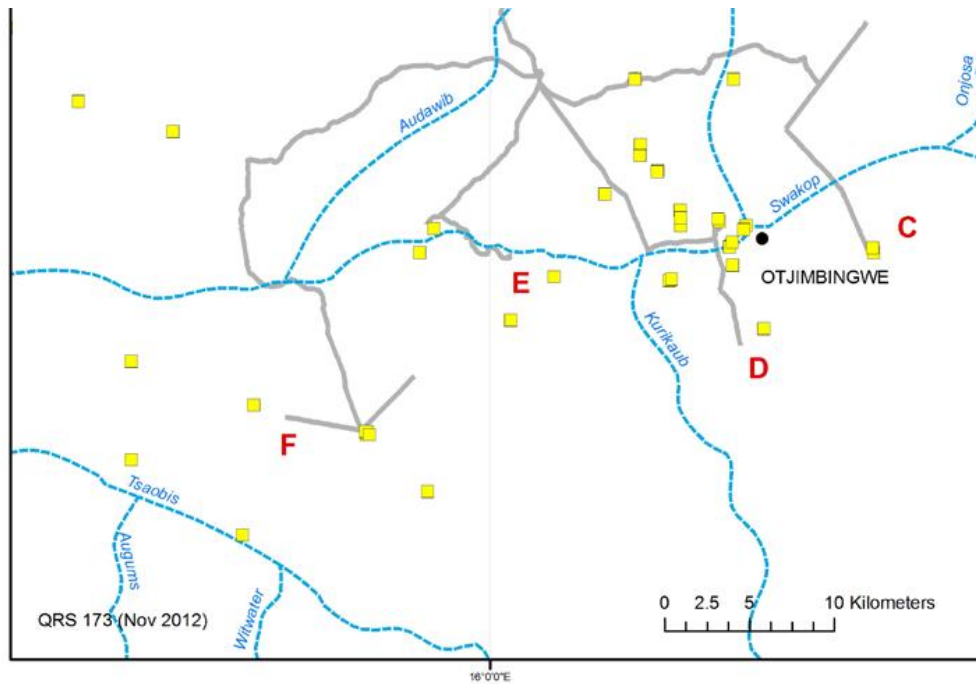 Onjosa
Audawib
Swakop
C
OTJIMBINGWE
E
Kurikaub
D
F
Tsaobis
Augums
Witwater
QRS 173 (Nov 2012)
0 2.5 5 10 Kilometers
16°0'0"E